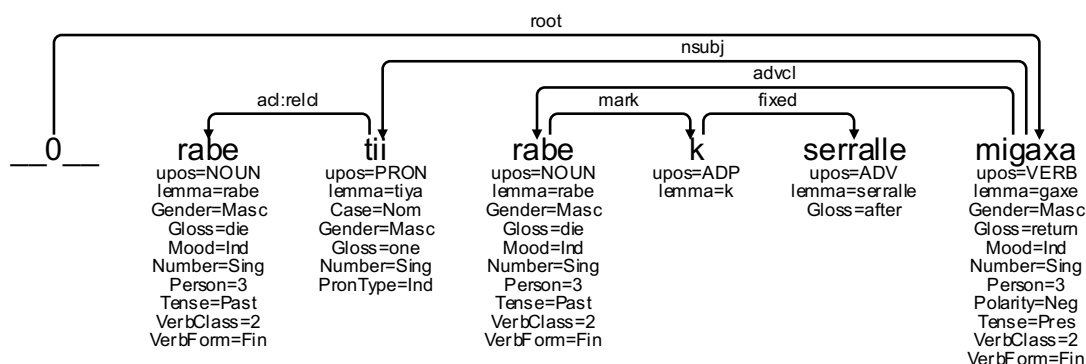 root
nsubj
advcl
acl:relcl mark fixed
__0__ rabe tii rabe k serralle migaxa
upos=NOUN upos=PRON upos=NOUN upos=ADP upos=ADV upos=VERB
lemma=rabe lemma=tiya lemma=rabe lemma=k lemma=serralle lemma=gaxe
Gender=Masc Case=Nom Gender=Masc Gloss=after Gender=Masc
Gloss=die Gender=Masc Gloss=die Gloss=return
Mood=Ind Gloss=one Mood=Ind Mood=Ind
Number=Sing Number=Sing Number=Sing Number=Sing
Person=3 PronType=Ind Person=3 Person=3
Tense=Past Tense=Past Polarity=Neg
VerbClass=2 VerbClass=2 Tense=Pres
VerbForm=Fin VerbForm=Fin VerbClass=2
VerbForm=Fin